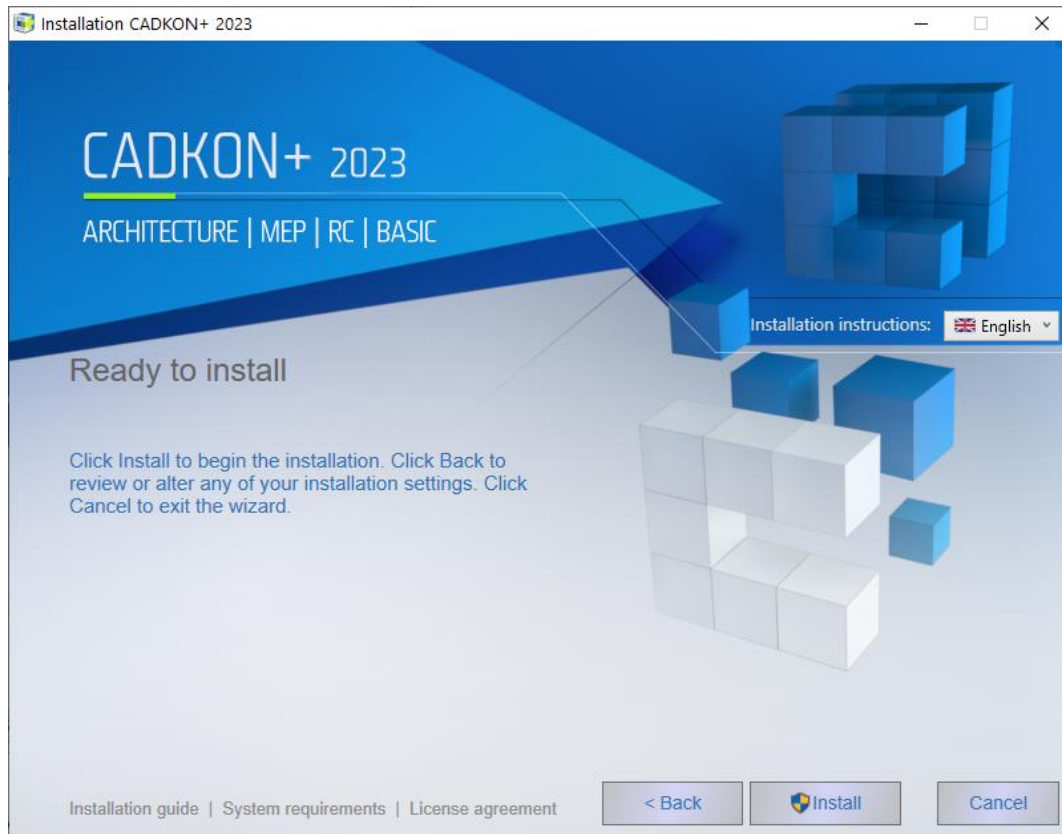 Installation CADKON+ 2023
CADKON+ 2023
ARCHITECTURE | MEP | RC | BASIC
Installation instructions: English
Ready to install
Click Install to begin the installation. Click Back to
review or alter any of your installation settings. Click
Cancel to exit the wizard.
Installation guide | System requirements | License agreement
< Back
Install
Cancel